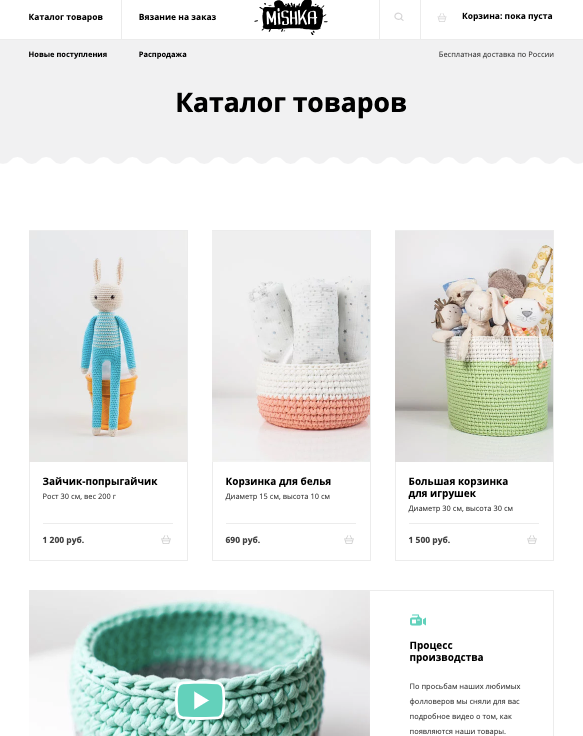 Каталог товаров
Вязание на заказ
MiSHKA
Корзина: пока пуста
Новые поступления
Распродажа
Бесплатная доставка по России
Каталог товаров
Зайчик-попрыгайчик
Рост 30 см, вес 200 г
1 200 руб.
Корзинка для белья
Диаметр 15 см, высота 10 см
690 руб.
Большая корзинка
для игрушек
Диаметр 30 см, высота 30 см
1 500 руб.
Процесс
производства
По просьбам наших любимых
фолловеров мы сняли для вас
подробное видео о том, как
появляются наши товары.